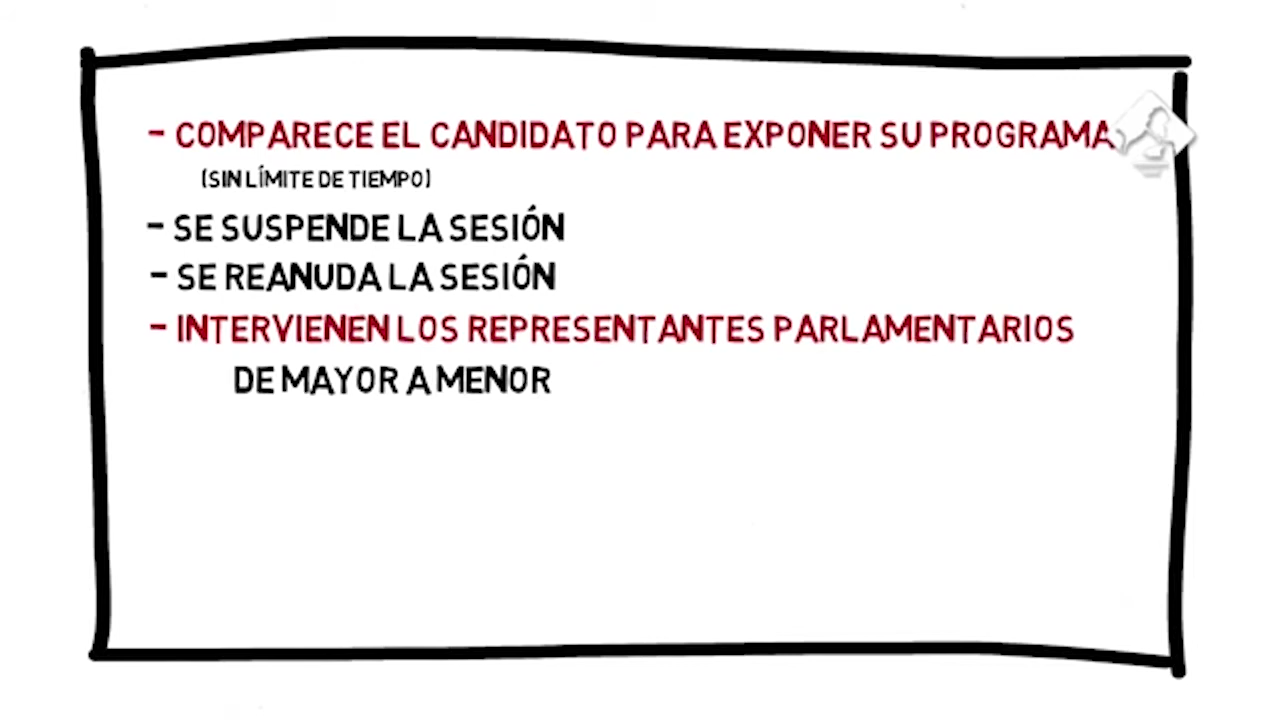 - COMPARECE EL CANDIDATO PARA EXPONER SU PROGRAMA
(SIN LÍMITE DE TIEMPO)
- SE SUSPENDE LA SESIÓN
- SE REANUDA LA SESIÓN
- INTERVIENEN LOS REPRESENTANTES PARLAMENTARIOS
DE MAYOR A MENOR